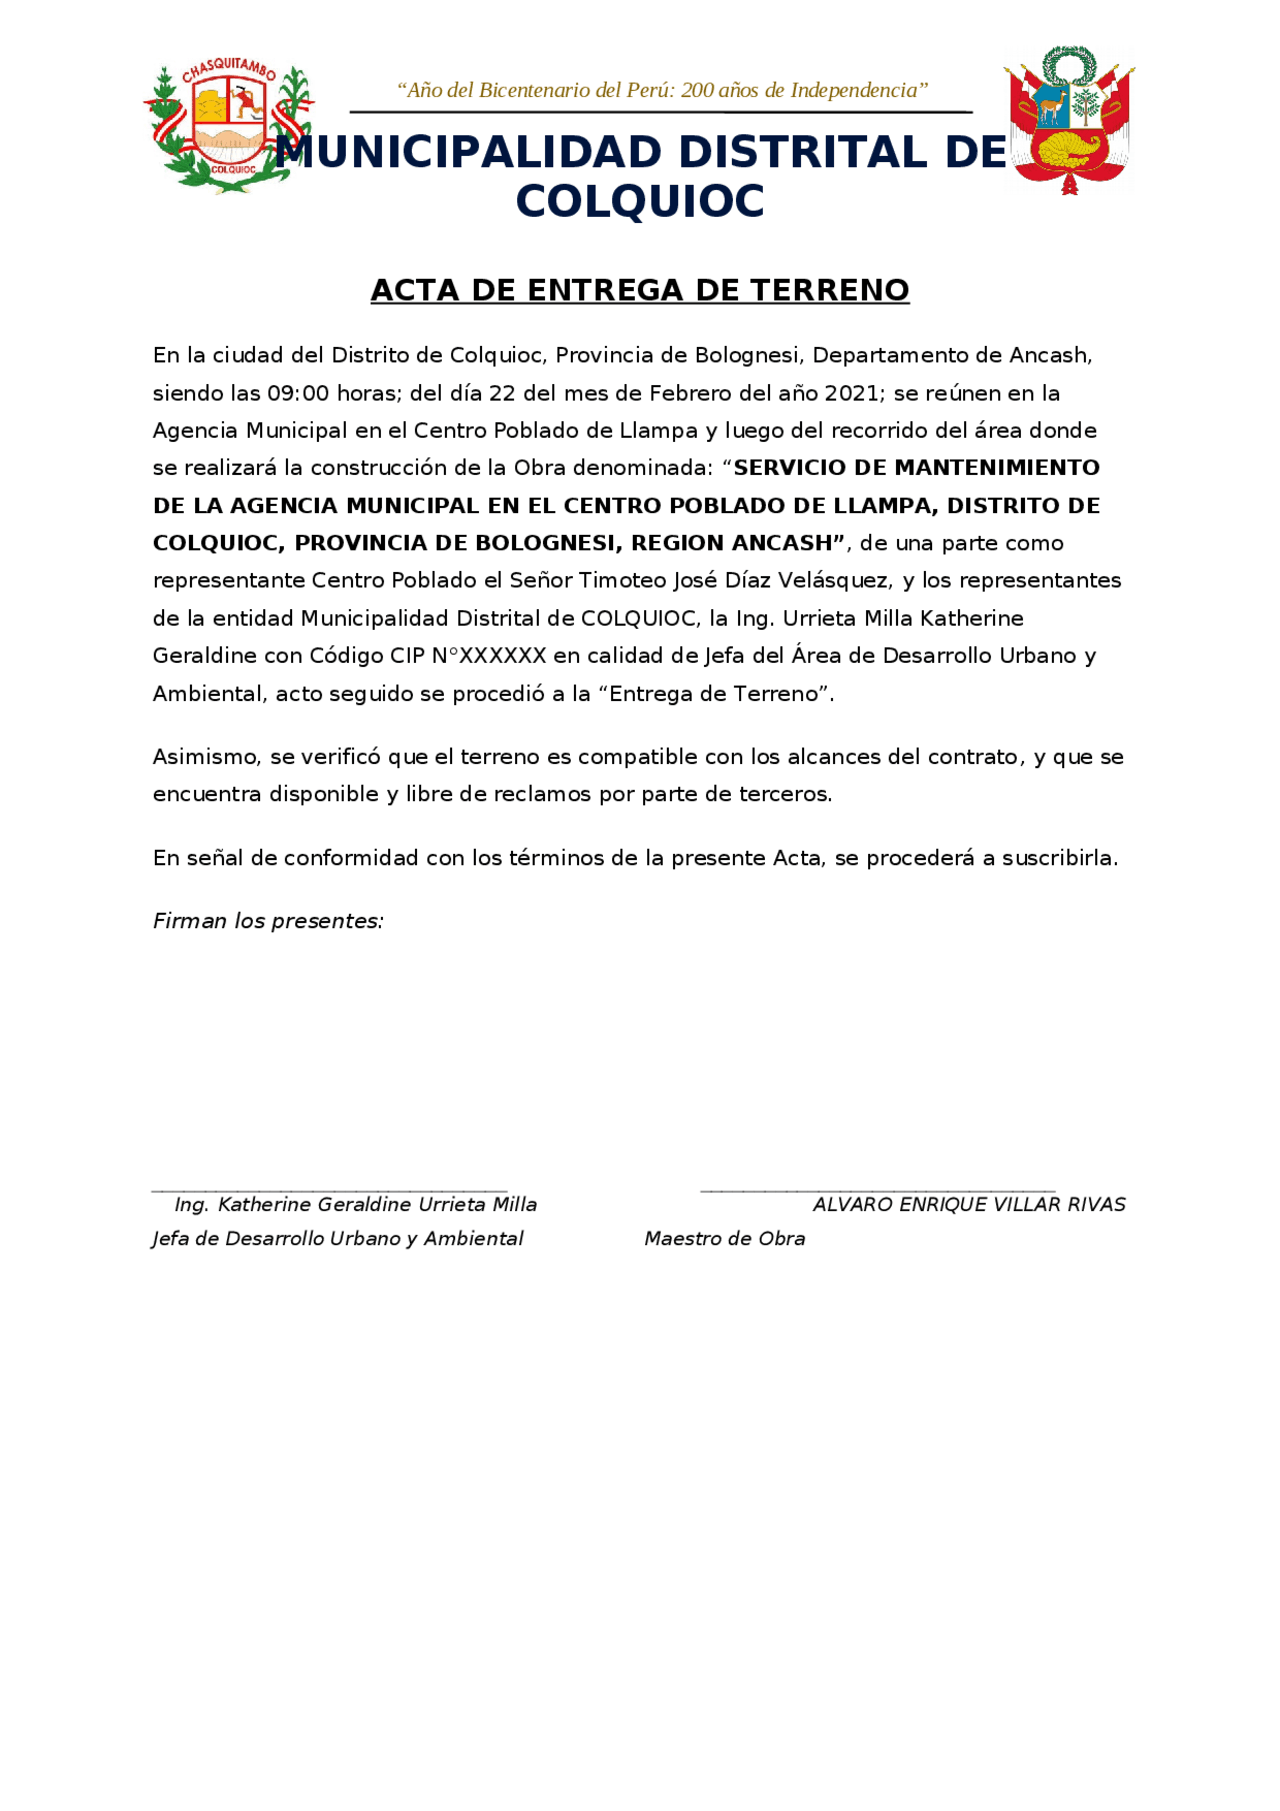 CHASQUITAMBO
COLQUIOC
“Año del Bicentenario del Perú: 200 años de Independencia”
MUNICIPALIDAD DISTRITAL DE
COLQUIOC
ACTA DE ENTREGA DE TERRENO
En la ciudad del Distrito de Colquioc, Provincia de Bolognesi, Departamento de Ancash,
siendo las 09:00 horas; del día 22 del mes de Febrero del año 2021; se reúnen en la
Agencia Municipal en el Centro Poblado de Llampa y luego del recorrido del área donde
se realizará la construcción de la Obra denominada: “SERVICIO DE MANTENIMIENTO
DE LA AGENCIA MUNICIPAL EN EL CENTRO POBLADO DE LLAMPA, DISTRITO DE
COLQUIOC, PROVINCIA DE BOLOGNESI, REGION ANCASH”, de una parte como
representante Centro Poblado el Señor Timoteo José Díaz Velásquez, y los representantes
de la entidad Municipalidad Distrital de COLQUIOC, la Ing. Urrieta Milla Katherine
Geraldine con Código CIP N°XXXXXX en calidad de Jefa del Área de Desarrollo Urbano y
Ambiental, acto seguido se procedió a la “Entrega de Terreno”.
Asimismo, se verificó que el terreno es compatible con los alcances del contrato, y que se
encuentra disponible y libre de reclamos por parte de terceros.
En señal de conformidad con los términos de la presente Acta, se procederá a suscribirla.
Firman los presentes:
Ing. Katherine Geraldine Urrieta Milla ALVARO ENRIQUE VILLAR RIVAS
Jefa de Desarrollo Urbano y Ambiental Maestro de Obra